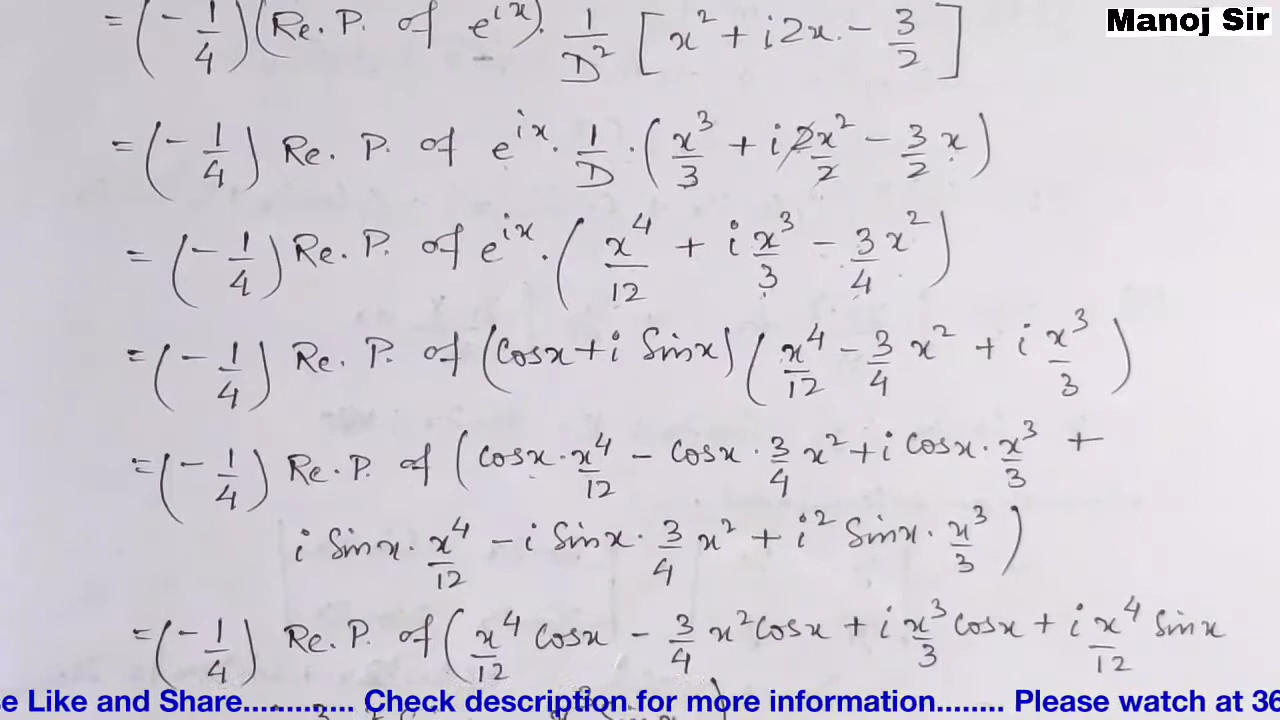 Manoj Sir
= (-1/4) (Re. P. of e^{ix}) · 1/D² [x² + i2x - 3/2]
= (-1/4) Re. P. of e^{ix} · 1/D · (x³/3 + i2x²/2 - 3/2 x)
= (-1/4) Re. P. of e^{ix} · (x⁴/12 + i x³/3 - 3/4 x²)
= (-1/4) Re. P. of (Cosx + i Sinx) (x⁴/12 - 3/4 x² + i x³/3)
= (-1/4) Re. P. of (Cosx · x⁴/12 - Cosx · 3/4 x² + i Cosx · x³/3 +
i Sinx · x⁴/12 - i Sinx · 3/4 x² + i² Sinx · x³/3)
= (-1/4) Re. P. of (x⁴/12 Cosx - 3/4 x² Cosx + i x³/3 Cosx + i x⁴/12 Sinx
Like and Share............. Check description for more information........ Please watch at 36